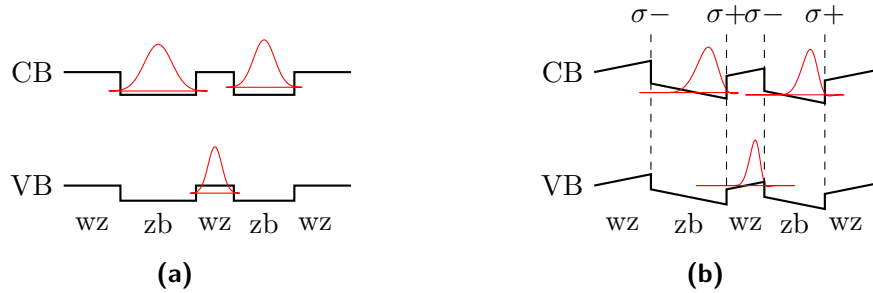 σ− σ+ σ− σ+
CB CB
VB VB
wz zb wz zb wz wz zb wz zb wz
(a) (b)